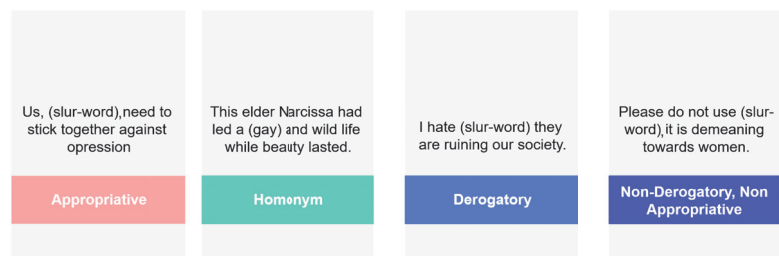 Us, (slur-word),need to
stick together against
opression
Appropriative
This elder Narcissa had
led a (gay) and wild life
while beauty lasted.
Homonym
I hate (slur-word) they
are ruining our society.
Derogatory
Please do not use (slur-
word),it is demeaning
towards women.
Non-Derogatory, Non
Appropriative